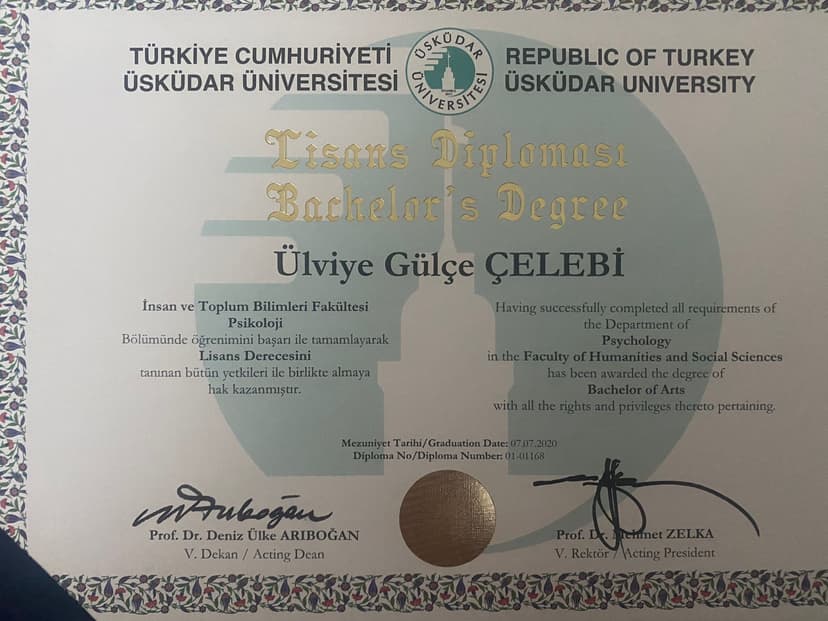 TÜRKİYE CUMHURİYETİ
ÜSKÜDAR ÜNİVERSİTESİ
ÜSKÜDAR
ÜNİVERSİTESİ
REPUBLIC OF TURKEY
ÜSKÜDAR UNIVERSITY
Lisans Diploması
Bachelor's Degree
Ülviye Gülçe ÇELEBİ
İnsan ve Toplum Bilimleri Fakültesi
Psikoloji
Bölümünde öğrenimini başarı ile tamamlayarak
Lisans Derecesini
tanınan bütün yetkileri ile birlikte almaya
hak kazanmıştır.
Having successfully completed all requirements of
the Department of
Psychology
in the Faculty of Humanities and Social Sciences
has been awarded the degree of
Bachelor of Arts
with all the rights and privileges thereto pertaining.
Mezuniyet Tarihi/Graduation Date: 07.07.2020
Diploma No/Diploma Number: 01-01168
Prof. Dr. Deniz Ülke ARIBOĞAN
V. Dekan / Acting Dean
Prof. Dr. Mehmet ZELKA
V. Rektör / Acting President